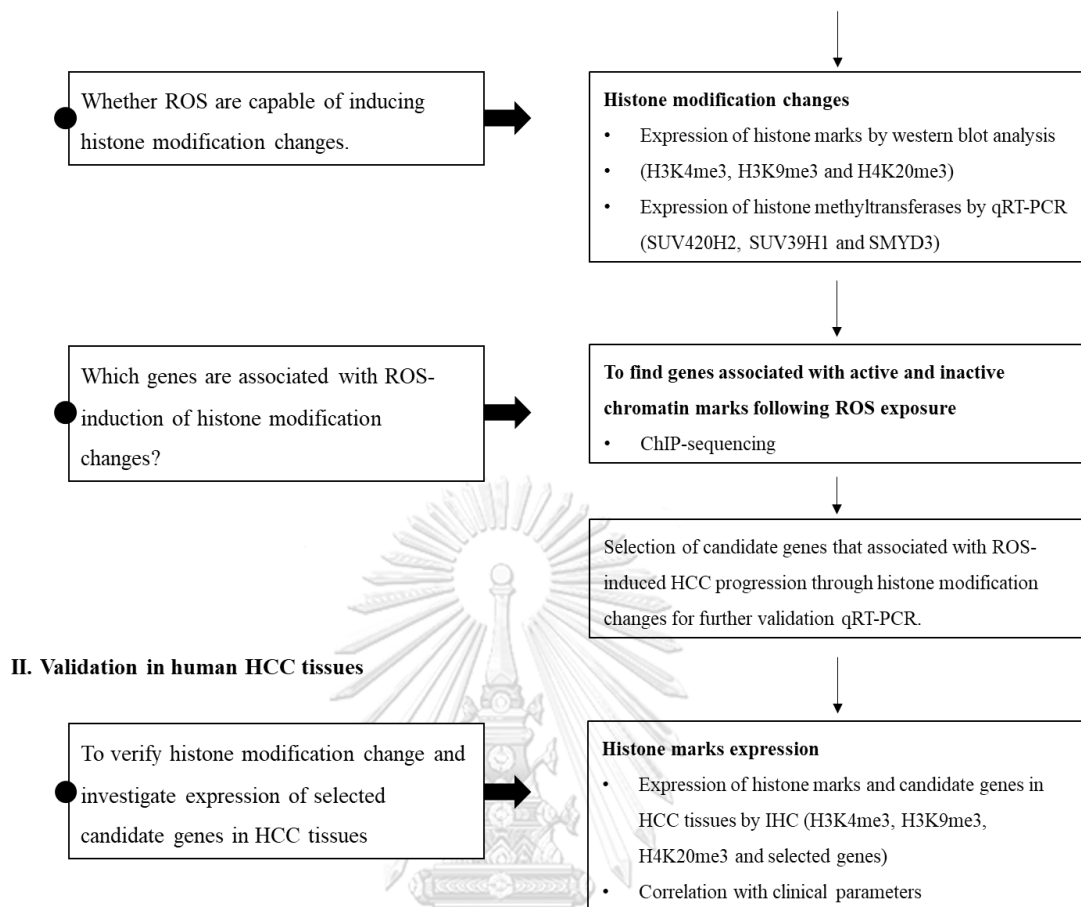 Whether ROS are capable of inducing
histone modification changes.
Histone modification changes
• Expression of histone marks by western blot analysis
• (H3K4me3, H3K9me3 and H4K20me3)
• Expression of histone methyltransferases by qRT-PCR
(SUV420H2, SUV39H1 and SMYD3)
Which genes are associated with ROS-
induction of histone modification
changes?
To find genes associated with active and inactive
chromatin marks following ROS exposure
• ChIP-sequencing
Selection of candidate genes that associated with ROS-
induced HCC progression through histone modification
changes for further validation qRT-PCR.
II. Validation in human HCC tissues
To verify histone modification change and
investigate expression of selected
candidate genes in HCC tissues
Histone marks expression
• Expression of histone marks and candidate genes in
HCC tissues by IHC (H3K4me3, H3K9me3,
H4K20me3 and selected genes)
• Correlation with clinical parameters